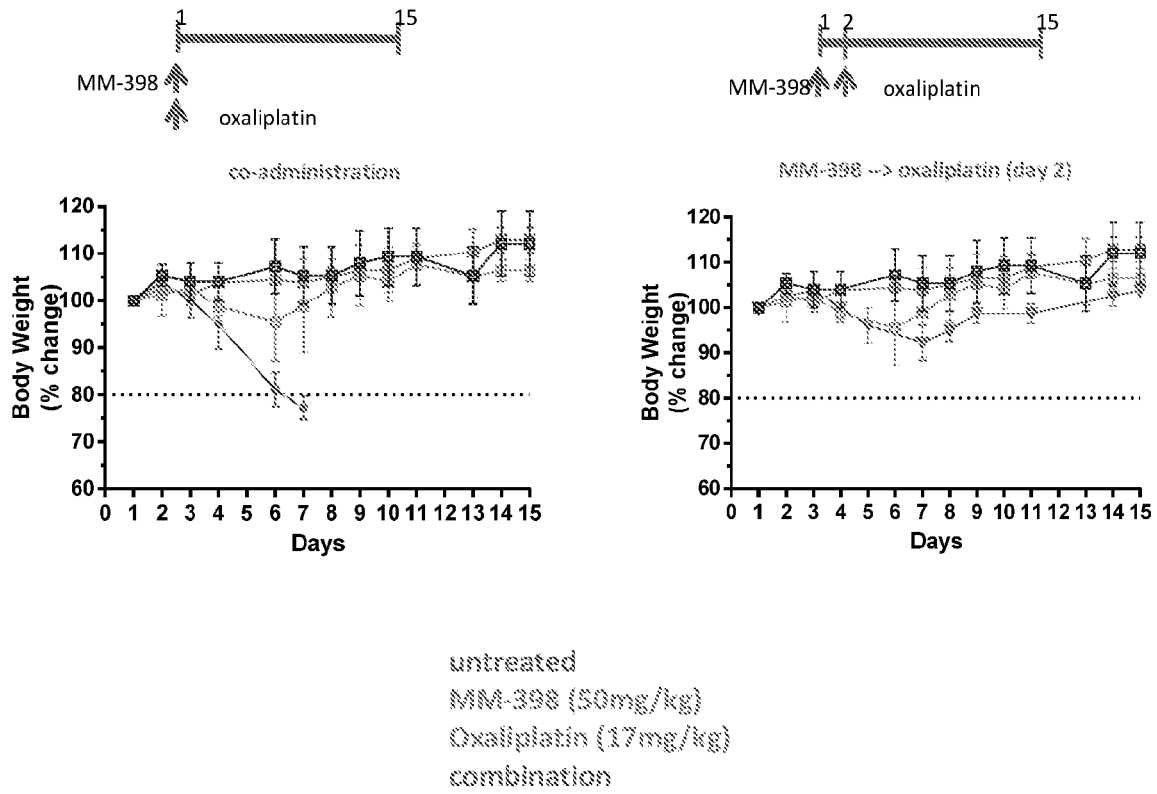 1 15
MM-398
oxaliplatin
co-administration
120
110
100
90
80
70
60
0 1 2 3 4 5 6 7 8 9 10 11 12 13 14 15
Body Weight
(% change)
Days
1 2 15
MM-398 oxaliplatin
MM-398 --> oxaliplatin (day 2)
120
110
100
90
80
70
60
0 1 2 3 4 5 6 7 8 9 10 11 12 13 14 15
Body Weight
(% change)
Days
untreated
MM-398 (50mg/kg)
Oxaliplatin (17mg/kg)
combination